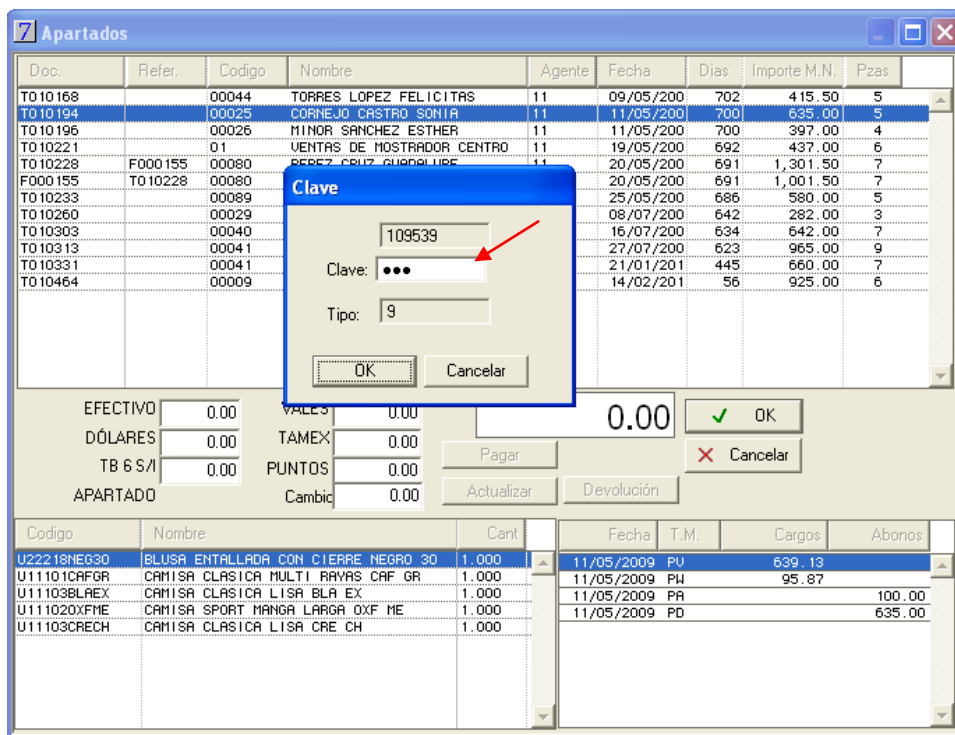 7 Apartados
Doc. Refer. Codigo Nombre Agente Fecha Dias Importe M.N. Pzas
T010168 00044 TORRES LOPEZ FELICITAS 11 09/05/200 702 415.50 5
T010194 00025 CORNEJO CASTRO SONIA 11 11/05/200 700 635.00 5
T010196 00026 MINOR SANCHEZ ESTHER 11 11/05/200 700 397.00 4
T010221 01 VENTAS DE MOSTRADOR CENTRO 11 19/05/200 692 437.00 6
T010228 F000155 00080 PEREZ CRUZ GUADALUPE 11 20/05/200 691 1,301.50 7
F000155 T010228 00080 20/05/200 691 1,001.50 7
T010233 00089 25/05/200 686 580.00 5
T010260 00029 08/07/200 642 282.00 3
T010303 00040 16/07/200 634 642.00 7
T010313 00041 27/07/200 623 965.00 9
T010331 00041 21/01/201 445 660.00 7
T010464 00009 14/02/201 56 925.00 6
Clave
109539
Clave: ●●●
Tipo: 9
OK Cancelar
EFECTIVO 0.00 VALES 0.00 0.00 OK
DÓLARES 0.00 TAMEX 0.00 Pagar Cancelar
TB 6 S/I 0.00 PUNTOS 0.00
APARTADO Cambio 0.00 Actualizar Devolución
Codigo Nombre Cant
U22218NEG30 BLUSA ENTALLADA CON CIERRE NEGRO 30 1.000
U11101CAFGR CAMISA CLASICA MULTI RAYAS CAF GR 1.000
U11103BLAEX CAMISA CLASICA LISA BLA EX 1.000
U111020XFME CAMISA SPORT MANGA LARGA OXF ME 1.000
U11103CRECH CAMISA CLASICA LISA CRE CH 1.000
Fecha T.M. Cargos Abonos
11/05/2009 PV 639.13
11/05/2009 PW 95.87
11/05/2009 PA 100.00
11/05/2009 PD 635.00